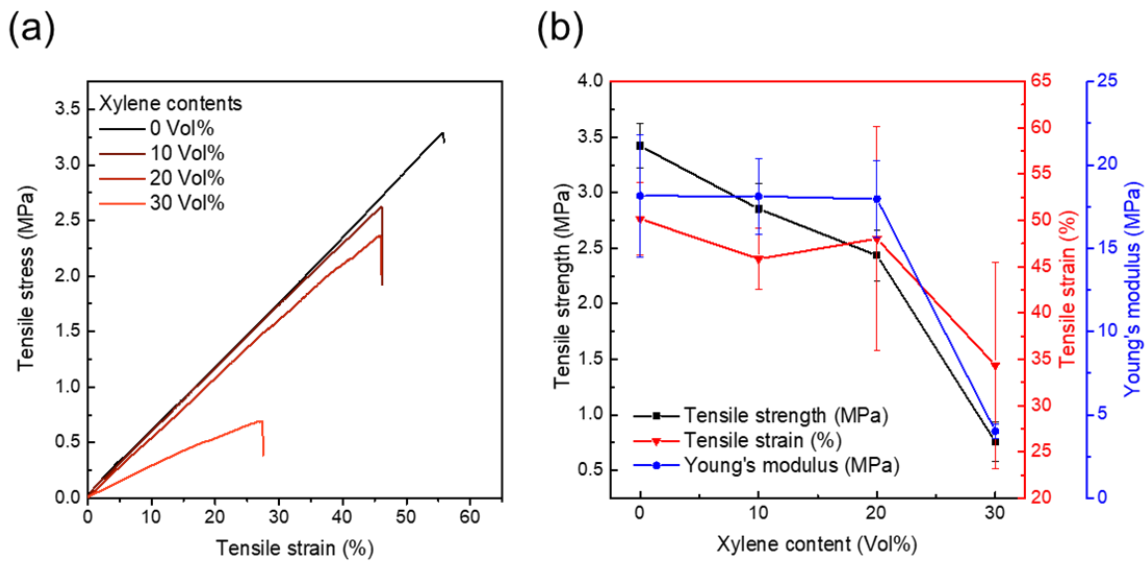 (a)
(b)
Xylene contents
0 Vol%
10 Vol%
20 Vol%
30 Vol%
Tensile stress (MPa)
3.5
3.0
2.5
2.0
1.5
1.0
0.5
0.0
0 10 20 30 40 50 60
Tensile strain (%)
Tensile strength (MPa)
4.0
3.5
3.0
2.5
2.0
1.5
1.0
0.5
Tensile strength (MPa)
Tensile strain (%)
Young's modulus (MPa)
0 10 20 30
Xylene content (Vol%)
65
60
55
50
45
40
35
30
25
20
Tensile strain (%)
25
20
15
10
5
0
Young's modulus (MPa)